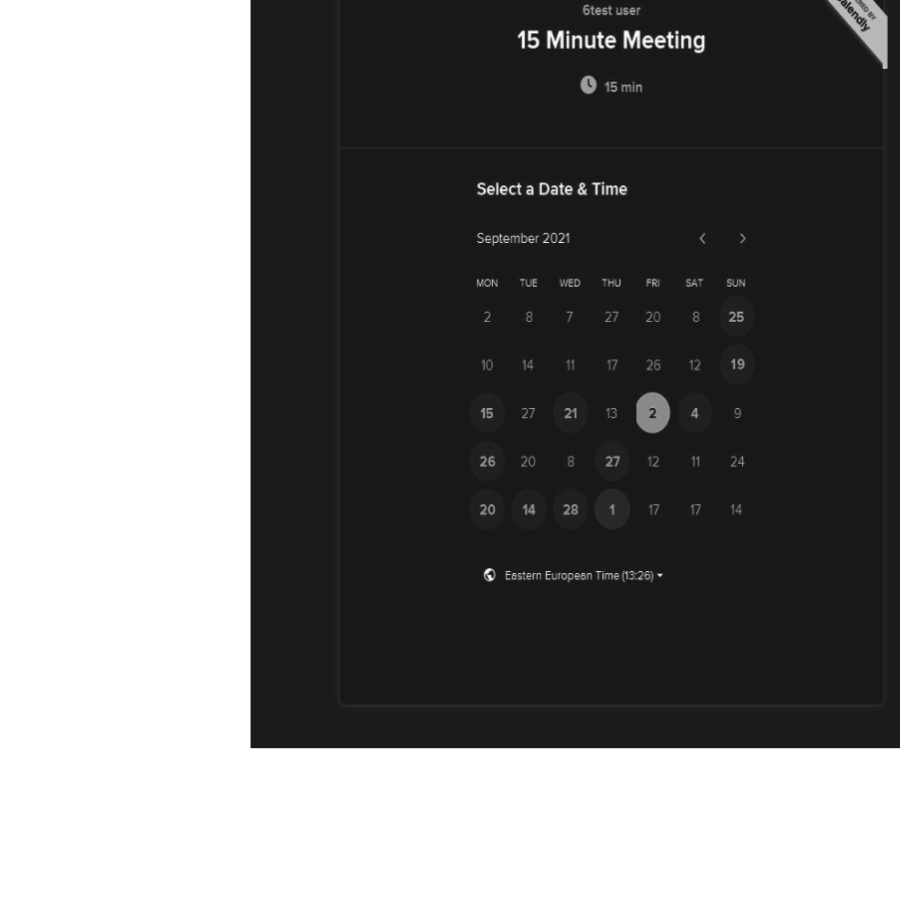 6test user
15 Minute Meeting
15 min
Select a Date & Time
September 2021
MON TUE WED THU FRI SAT SUN
2 8 7 27 20 8 25
10 14 11 17 26 12 19
15 27 21 13 2 4 9
26 20 8 27 12 11 24
20 14 28 1 17 17 14
Eastern European Time (13:26)